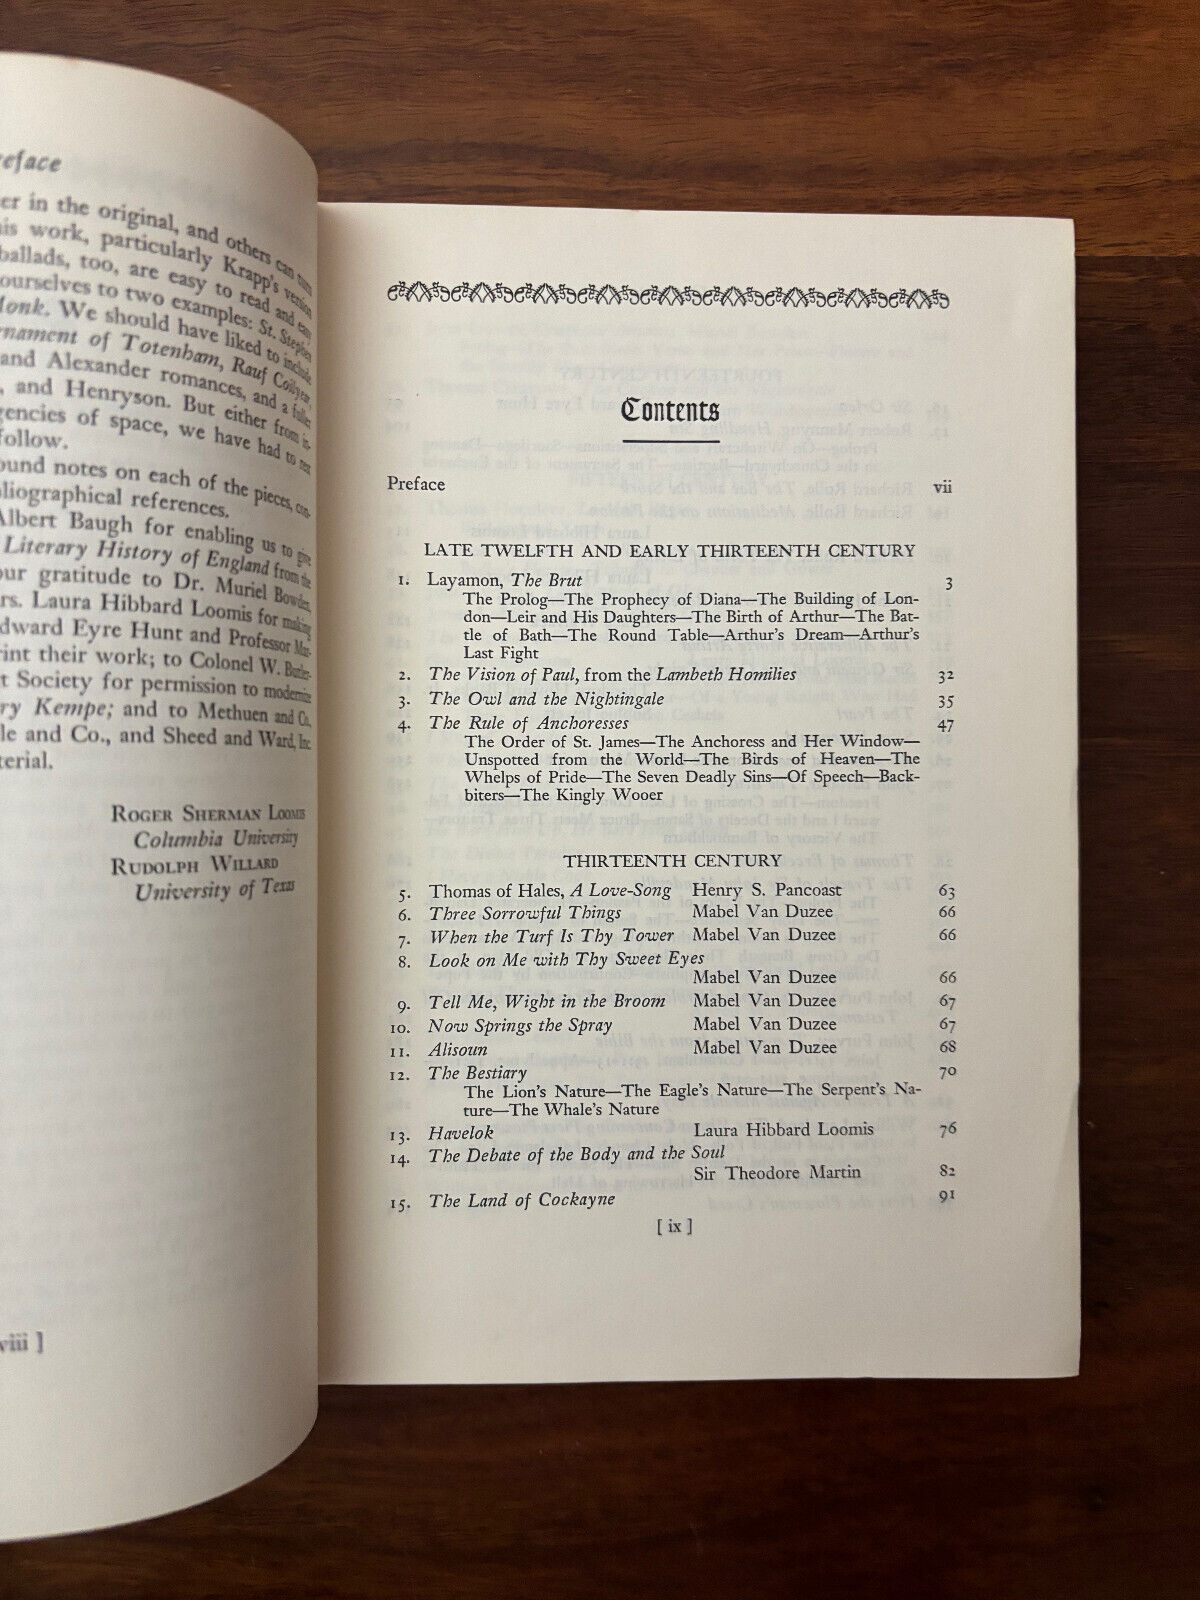 reface
er in the original, and others can turn
is work, particularly Krapp's version
ballads, too, are easy to read and easy
ourselves to two examples: St. Stephen
Monk. We should have liked to include
rnament of Totenham, Rauf Coilyear,
and Alexander romances, and a fuller
, and Henryson. But either from in-
gencies of space, we have had to rest
follow.
ound notes on each of the pieces, con-
liographical references.
Albert Baugh for enabling us to give
Literary History of England from the
our gratitude to Dr. Muriel Bowden,
rs. Laura Hibbard Loomis for making
dward Eyre Hunt and Professor Mar-
rint their work; to Colonel W. Butler-
t Society for permission to modernize
ry Kempe; and to Methuen and Co,
le and Co., and Sheed and Ward, Inc.
terial.
ROGER SHERMAN LOOMIS
Columbia University
RUDOLPH WILLARD
University of Texas
viii ]
Contents
Preface vii
LATE TWELFTH AND EARLY THIRTEENTH CENTURY
1. Layamon, The Brut 3
The Prolog—The Prophecy of Diana—The Building of Lon-
don—Leir and His Daughters—The Birth of Arthur—The Bat-
tle of Bath—The Round Table—Arthur's Dream—Arthur's
Last Fight
2. The Vision of Paul, from the Lambeth Homilies 32
3. The Owl and the Nightingale 35
4. The Rule of Anchoresses 47
The Order of St. James—The Anchoress and Her Window—
Unspotted from the World—The Birds of Heaven—The
Whelps of Pride—The Seven Deadly Sins—Of Speech—Back-
biters—The Kingly Wooer
THIRTEENTH CENTURY
5. Thomas of Hales, A Love-Song Henry S. Pancoast 63
6. Three Sorrowful Things Mabel Van Duzee 66
7. When the Turf Is Thy Tower Mabel Van Duzee 66
8. Look on Me with Thy Sweet Eyes
Mabel Van Duzee 66
9. Tell Me, Wight in the Broom Mabel Van Duzee 67
10. Now Springs the Spray Mabel Van Duzee 67
11. Alisoun Mabel Van Duzee 68
12. The Bestiary 70
The Lion's Nature—The Eagle's Nature—The Serpent's Na-
ture—The Whale's Nature
13. Havelok Laura Hibbard Loomis 76
14. The Debate of the Body and the Soul
Sir Theodore Martin 82
15. The Land of Cockayne 91
[ ix ]